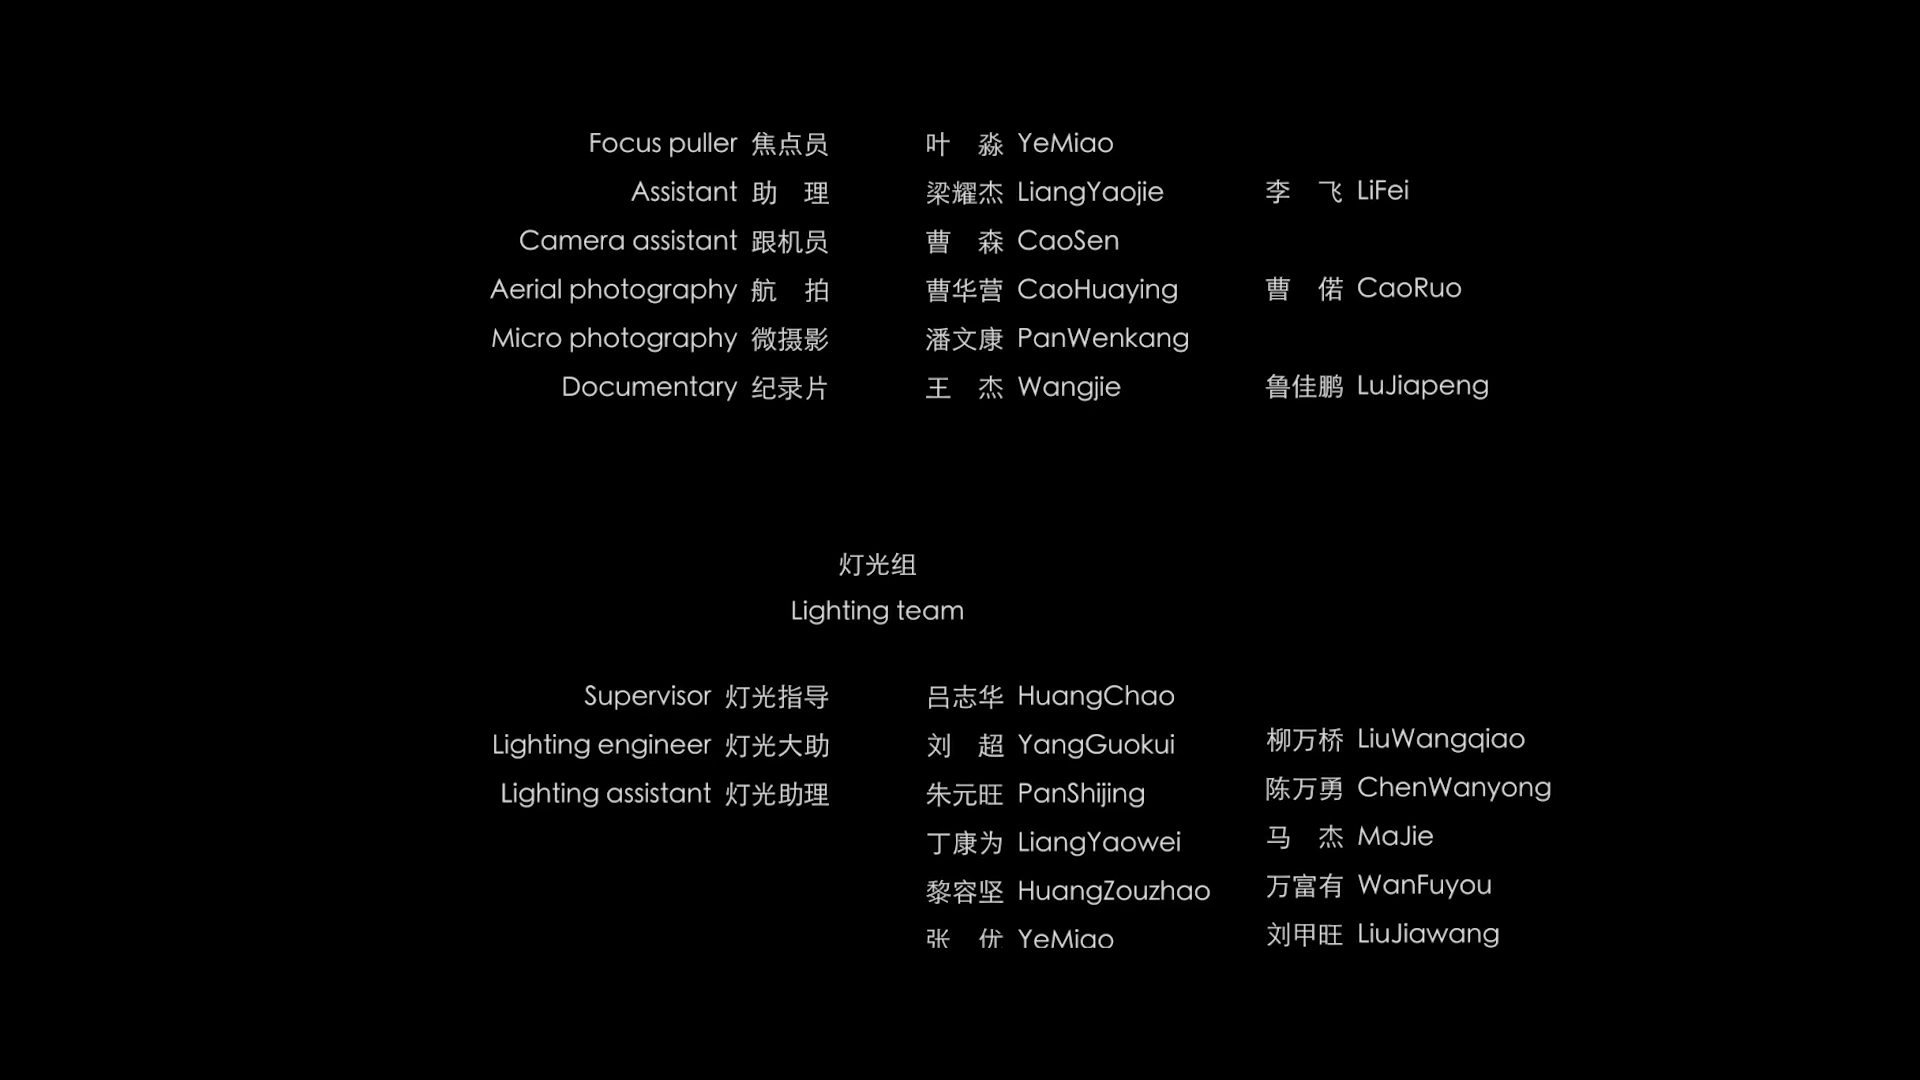 Focus puller 焦点员 叶 淼 YeMiao
Assistant 助 理 梁耀杰 LiangYaojie 李 飞 LiFei
Camera assistant 跟机员 曹 森 CaoSen
Aerial photography 航 拍 曹华营 CaoHuaying 曹 偌 CaoRuo
Micro photography 微摄影 潘文康 PanWenkang
Documentary 纪录片 王 杰 Wangjie 鲁佳鹏 LuJiapeng
灯光组
Lighting team
Supervisor 灯光指导 吕志华 HuangChao
Lighting engineer 灯光大助 刘 超 YangGuokui 柳万桥 LiuWangqiao
Lighting assistant 灯光助理 朱元旺 PanShijing 陈万勇 ChenWanyong
丁康为 LiangYaowei 马 杰 MaJie
黎容坚 HuangZouzhao 万富有 WanFuyou
张 优 YeMiao 刘甲旺 LiuJiawang